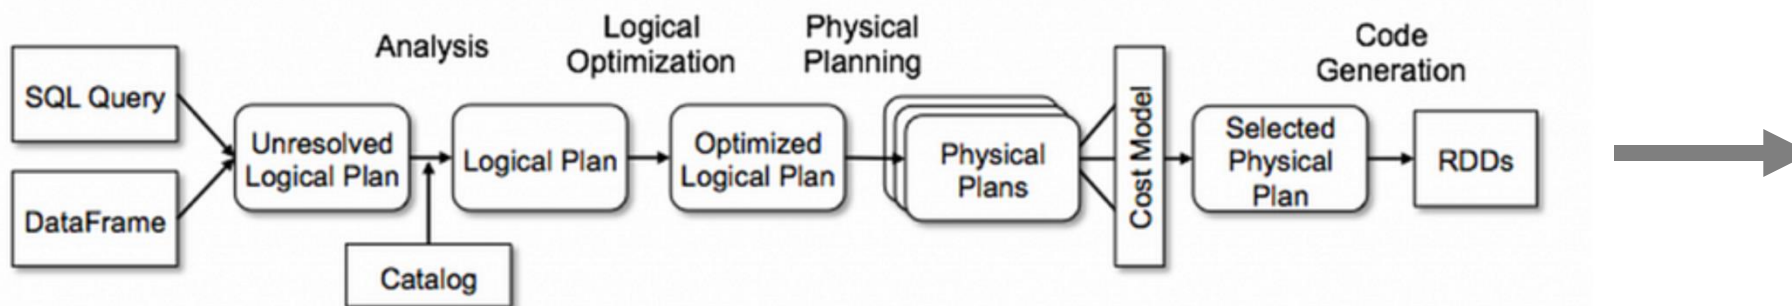 SQL Query
DataFrame
Analysis
Unresolved
Logical Plan
Catalog
Logical Plan
Logical
Optimization
Optimized
Logical Plan
Physical
Planning
Physical
Plans
Cost Model
Selected
Physical
Plan
Code
Generation
RDDs